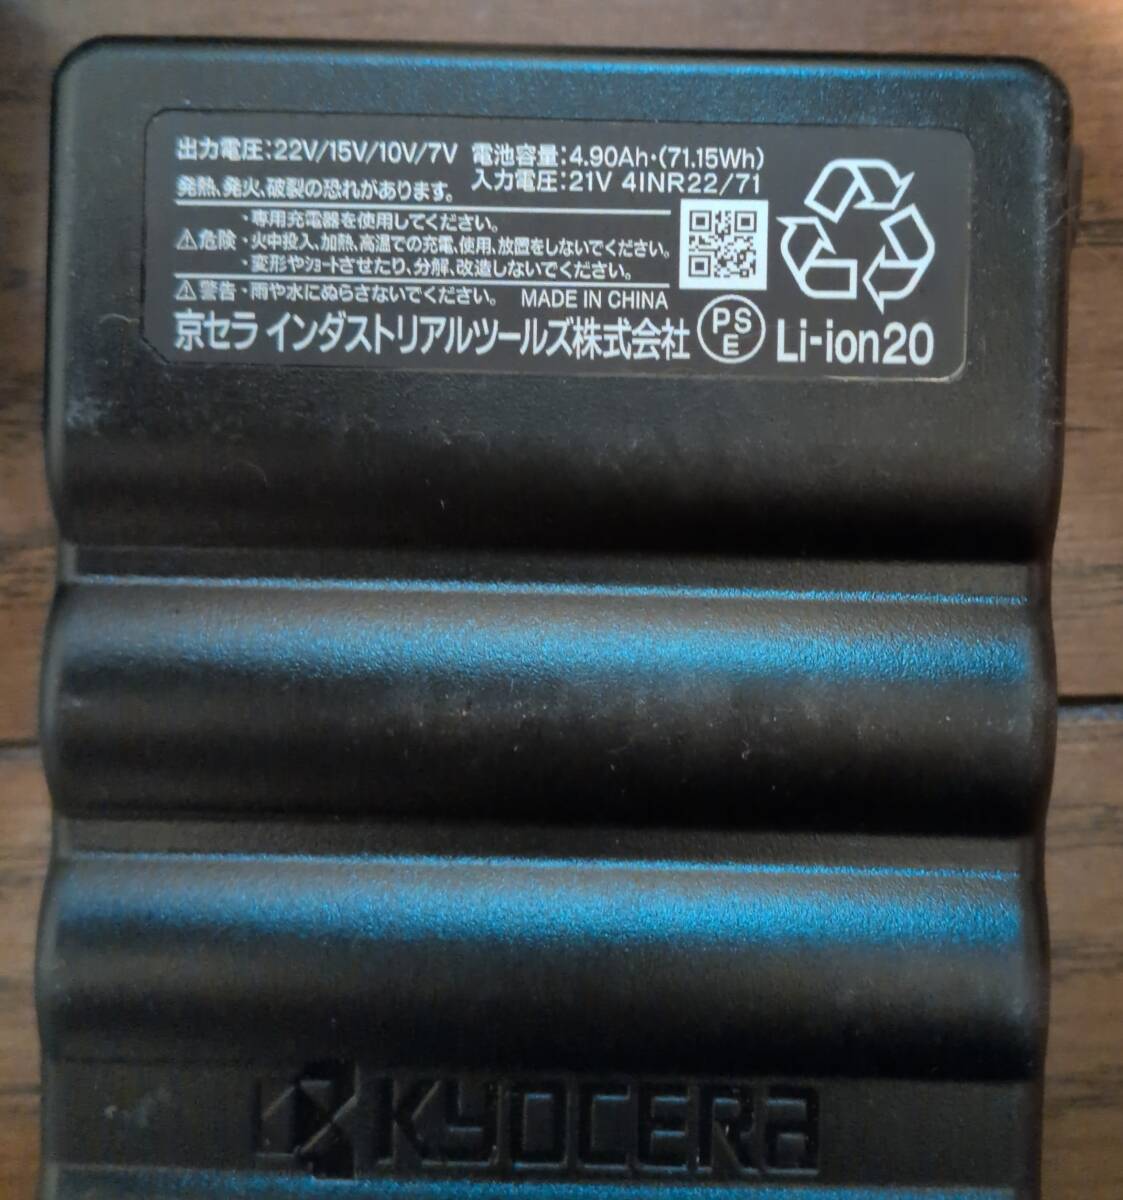 出力電圧:22V/15V/10V/7V 電池容量:4.90Ah・(71.15Wh)
発熱、発火、破裂の恐れがあります。 入力電圧:21V 4INR22/71
⚠危険
・専用充電器を使用してください。
・火中投入、加熱、高温での充電、使用、放置をしないでください。
・変形やショートさせたり、分解、改造しないでください。
⚠警告・雨や水にぬらさないでください。 MADE IN CHINA
京セラ インダストリアルツールズ株式会社 PSE Li-ion20
KYOCERA